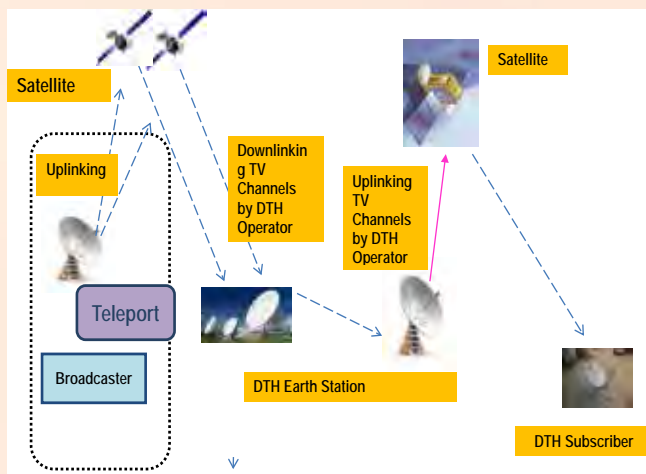 Satellite
Satellite
Uplinking
Downlinkin
g TV
Channels
by DTH
Operator
Uplinking
TV
Channels
by DTH
Operator
Teleport
Broadcaster
DTH Earth Station
DTH Subscriber